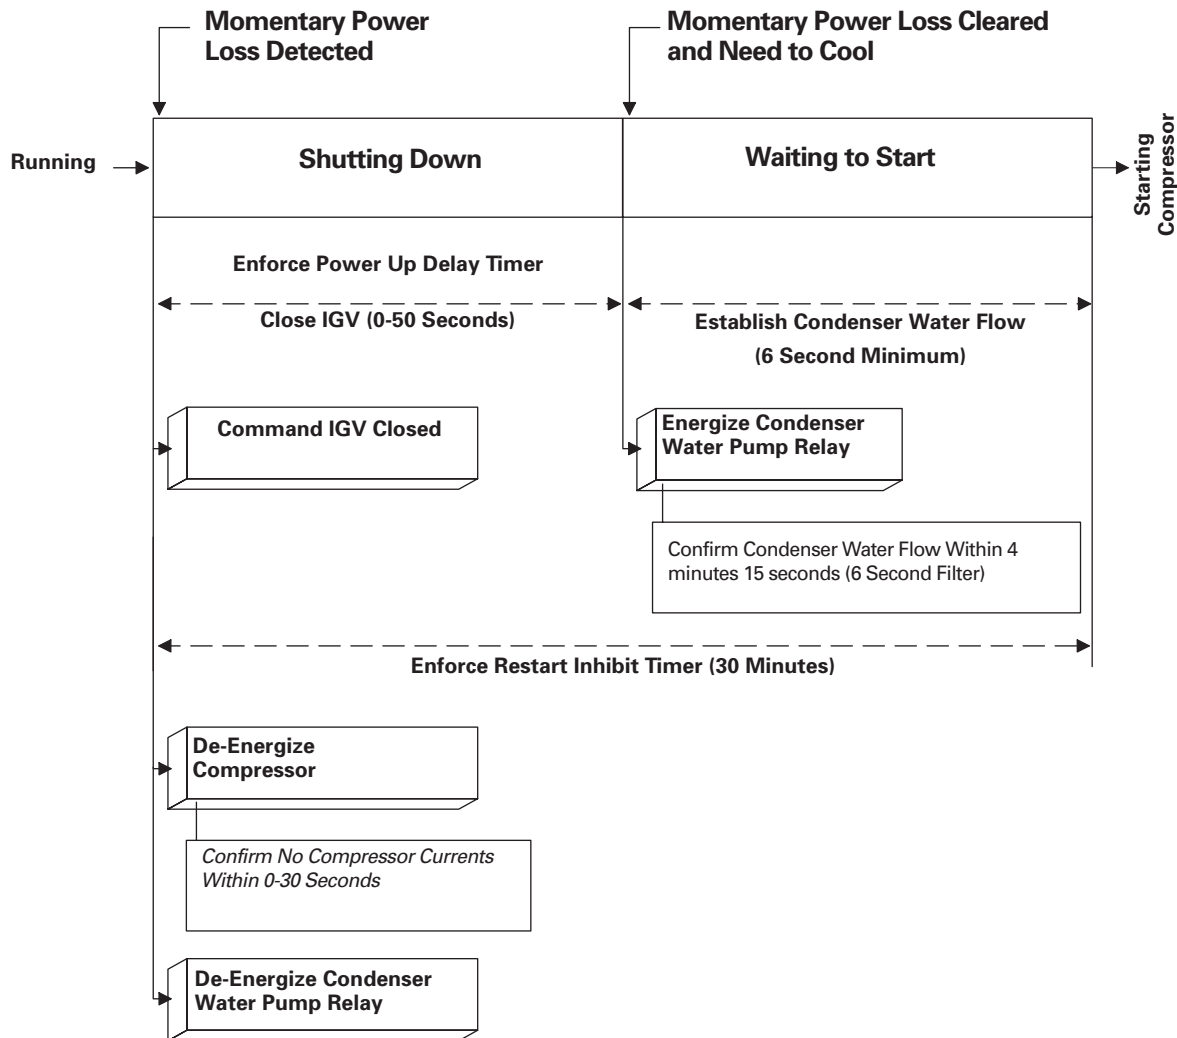 Momentary Power
Loss Detected
Momentary Power Loss Cleared
and Need to Cool
Running
Shutting Down
Waiting to Start
Starting
Compressor
Enforce Power Up Delay Timer
Close IGV (0-50 Seconds)
Establish Condenser Water Flow
(6 Second Minimum)
Command IGV Closed
Energize Condenser
Water Pump Relay
Confirm Condenser Water Flow Within 4
minutes 15 seconds (6 Second Filter)
Enforce Restart Inhibit Timer (30 Minutes)
De-Energize
Compressor
Confirm No Compressor Currents
Within 0-30 Seconds
De-Energize Condenser
Water Pump Relay